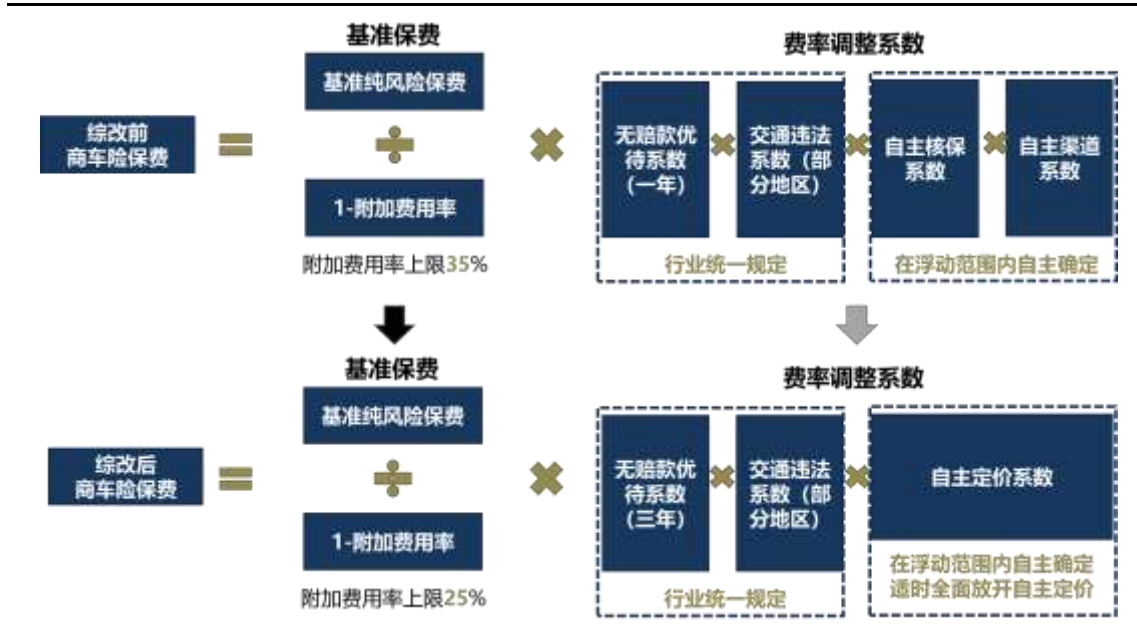 基准保费
费率调整系数
基准纯风险保费
综改前
商车险保费
1-附加费用率
附加费用率上限35%
无赔款优
待系数
(一年)
交通违法
系数（部
分地区）
自主核保
系数
自主渠道
系数
行业统一规定
在浮动范围内自主确定
基准保费
费率调整系数
基准纯风险保费
综改后
商车险保费
1-附加费用率
附加费用率上限25%
无赔款优
待系数
(三年)
交通违法
系数（部
分地区）
自主定价系数
行业统一规定
在浮动范围内自主确定
适时全面放开自主定价